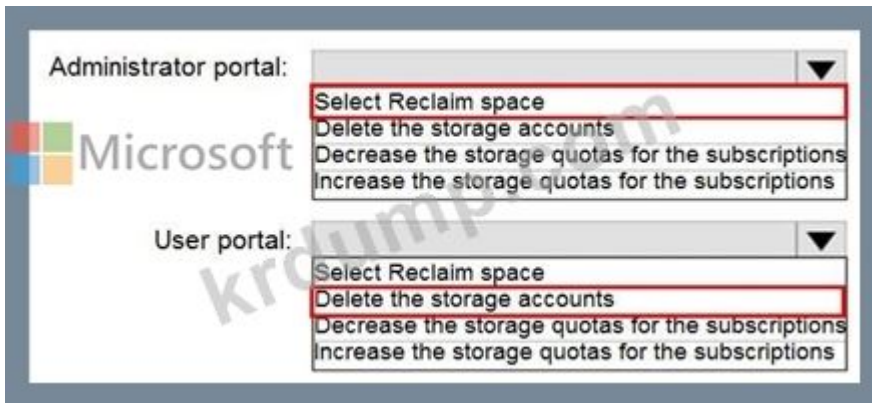 Administrator portal:
Select Reclaim space
Delete the storage accounts
Decrease the storage quotas for the subscriptions
Increase the storage quotas for the subscriptions
Microsoft
User portal:
Select Reclaim space
Delete the storage accounts
Decrease the storage quotas for the subscriptions
Increase the storage quotas for the subscriptions
krdump.com